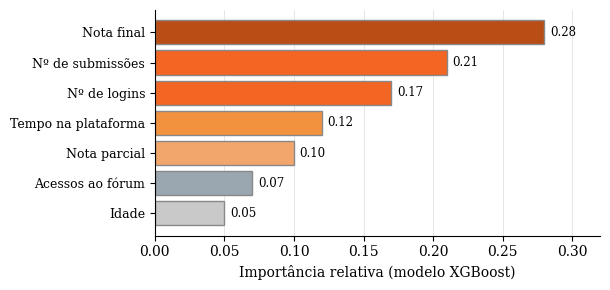 Nota final 0.28
Nº de submissões 0.21
Nº de logins 0.17
Tempo na plataforma 0.12
Nota parcial 0.10
Acessos ao fórum 0.07
Idade 0.05
0.00 0.05 0.10 0.15 0.20 0.25 0.30
Importância relativa (modelo XGBoost)